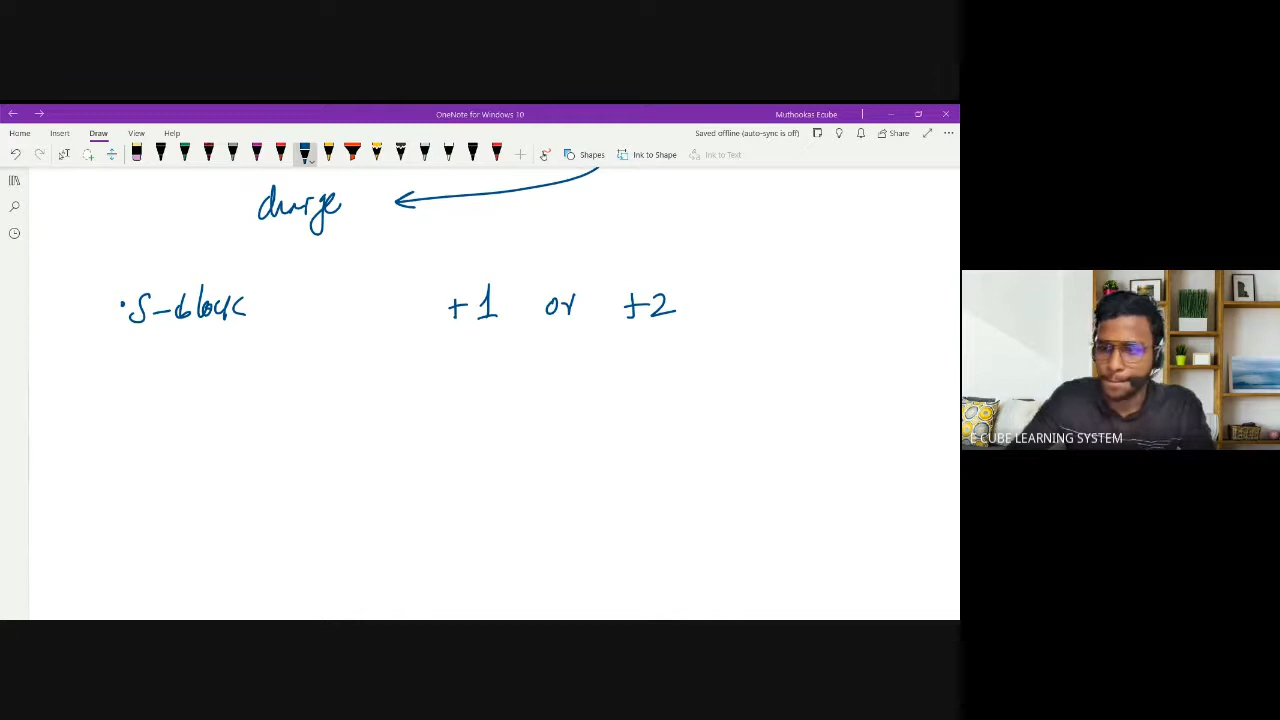 OneNote for Windows 10
Muthookas Ecube
Home Insert Draw View Help
Saved offline (auto-sync is off)
Share
Shapes
Ink to Shape
Ink to Text
charge
·S-block +1 or +2
E CUBE LEARNING SYSTEM